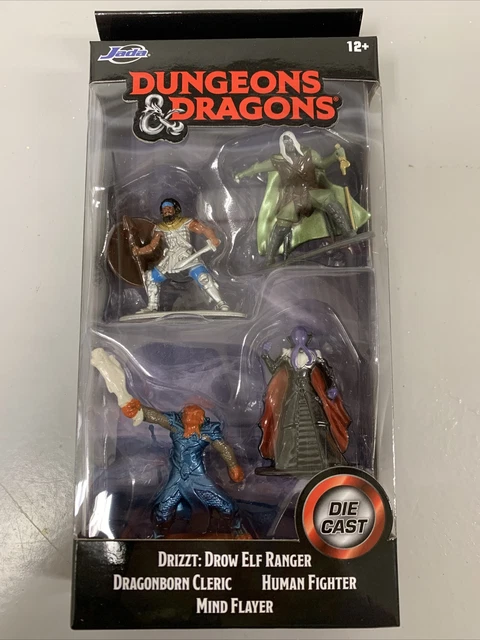 Jada
12+
DUNGEONS
& DRAGONS
DIE
CAST
DRIZZT: DROW ELF RANGER
DRAGONBORN CLERIC HUMAN FIGHTER
MIND FLAYER